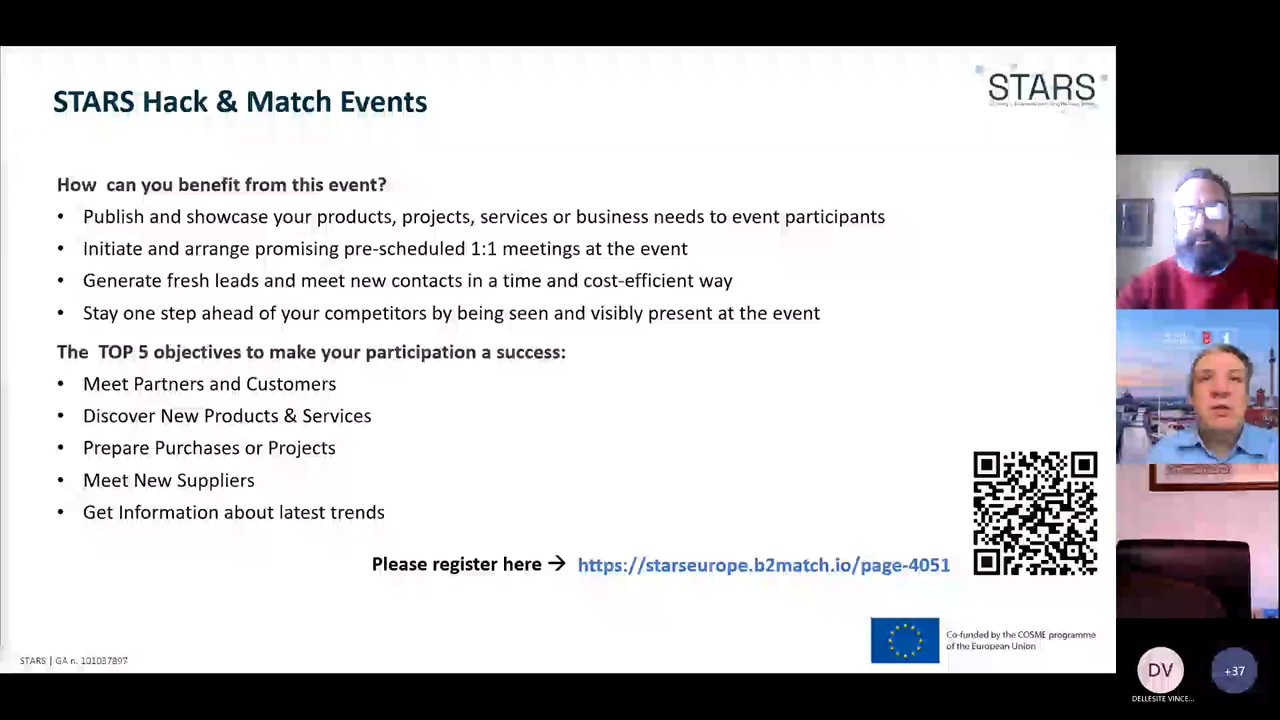 STARS Hack & Match Events
STARS
How can you benefit from this event?
• Publish and showcase your products, projects, services or business needs to event participants
• Initiate and arrange promising pre-scheduled 1:1 meetings at the event
• Generate fresh leads and meet new contacts in a time and cost-efficient way
• Stay one step ahead of your competitors by being seen and visibly present at the event
The TOP 5 objectives to make your participation a success:
• Meet Partners and Customers
• Discover New Products & Services
• Prepare Purchases or Projects
• Meet New Suppliers
• Get Information about latest trends
Please register here → https://starseurope.b2match.io/page-4051
Co-funded by the COSME programme
of the European Union
STARS | GA n. 101037897
DV
+37
DELLESITE VINCE...